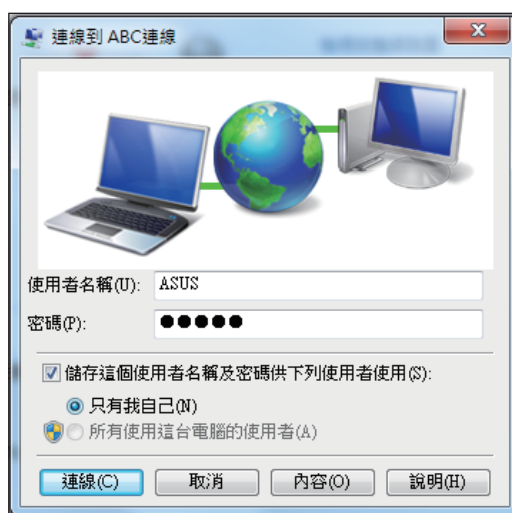 連線到 ABC連線
使用者名稱(U): ASUS
密碼(P): ●●●●●
儲存這個使用者名稱及密碼供下列使用者使用(S):
只有我自己(N)
所有使用這台電腦的使用者(A)
連線(C) 取消 內容(O) 說明(H)